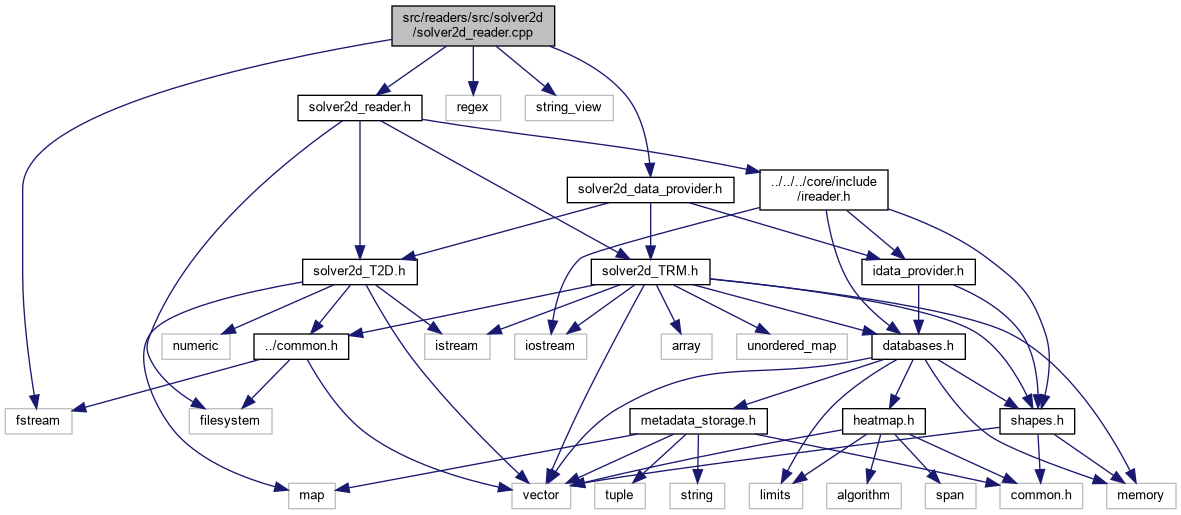 src/readers/src/solver2d
/solver2d_reader.cpp
solver2d_reader.h
regex
string_view
solver2d_data_provider.h
../../../core/include
/ireader.h
solver2d_T2D.h
solver2d_TRM.h
idata_provider.h
numeric
../common.h
istream
iostream
array
unordered_map
databases.h
fstream
filesystem
metadata_storage.h
heatmap.h
shapes.h
map
vector
tuple
string
limits
algorithm
span
common.h
memory